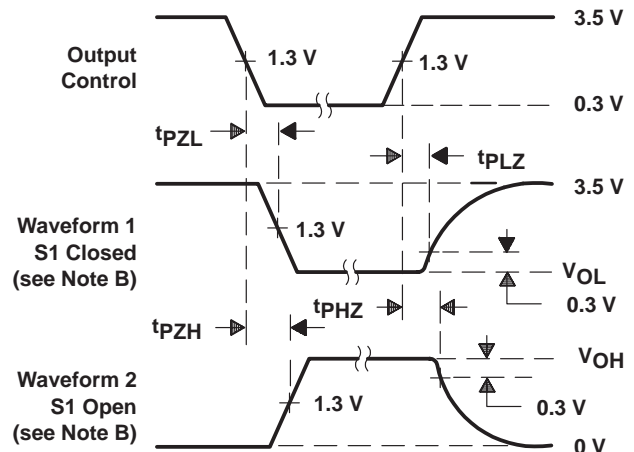 3.5 V
Output
Control
1.3 V
1.3 V
0.3 V
tPZL
tPLZ
3.5 V
Waveform 1
S1 Closed
(see Note B)
1.3 V
VOL
0.3 V
tPHZ
tPZH
VOH
Waveform 2
S1 Open
(see Note B)
1.3 V
0.3 V
0 V